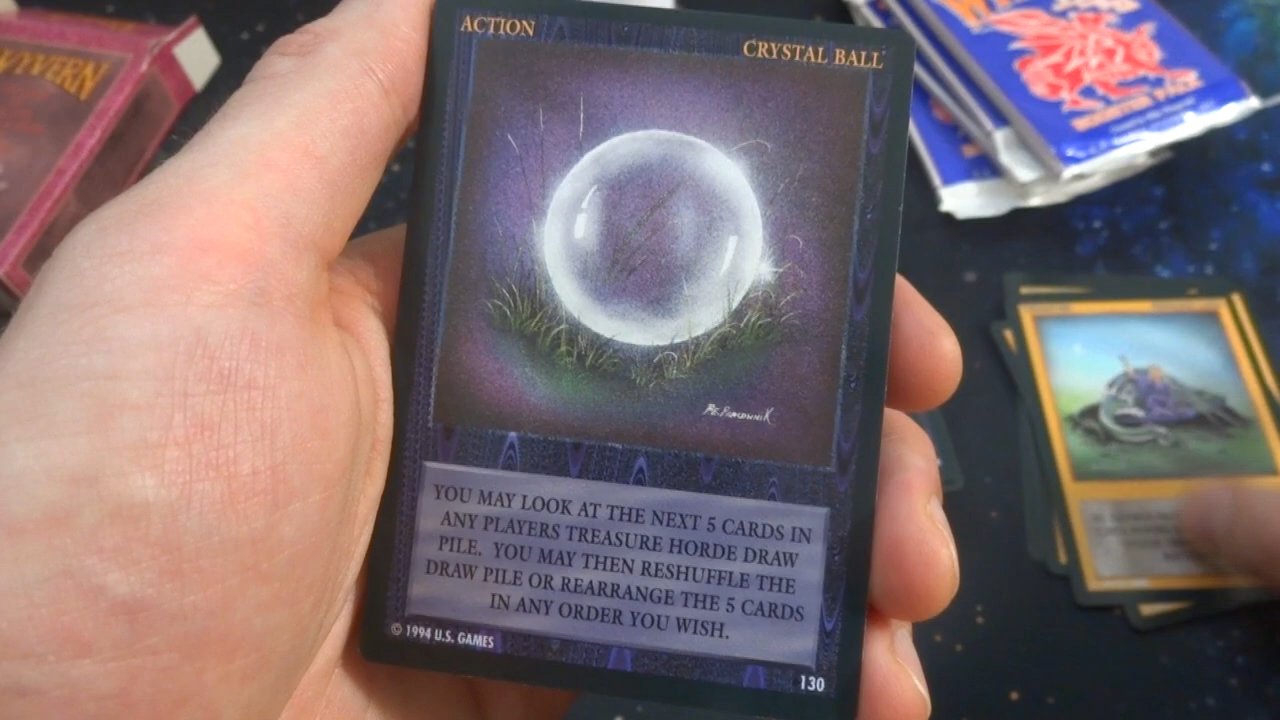 ACTION
CRYSTAL BALL
YOU MAY LOOK AT THE NEXT 5 CARDS IN
ANY PLAYERS TREASURE HORDE DRAW
PILE. YOU MAY THEN RESHUFFLE THE
DRAW PILE OR REARRANGE THE 5 CARDS
IN ANY ORDER YOU WISH.
© 1994 U.S. GAMES
130
WYVERN
BOOSTER PACK